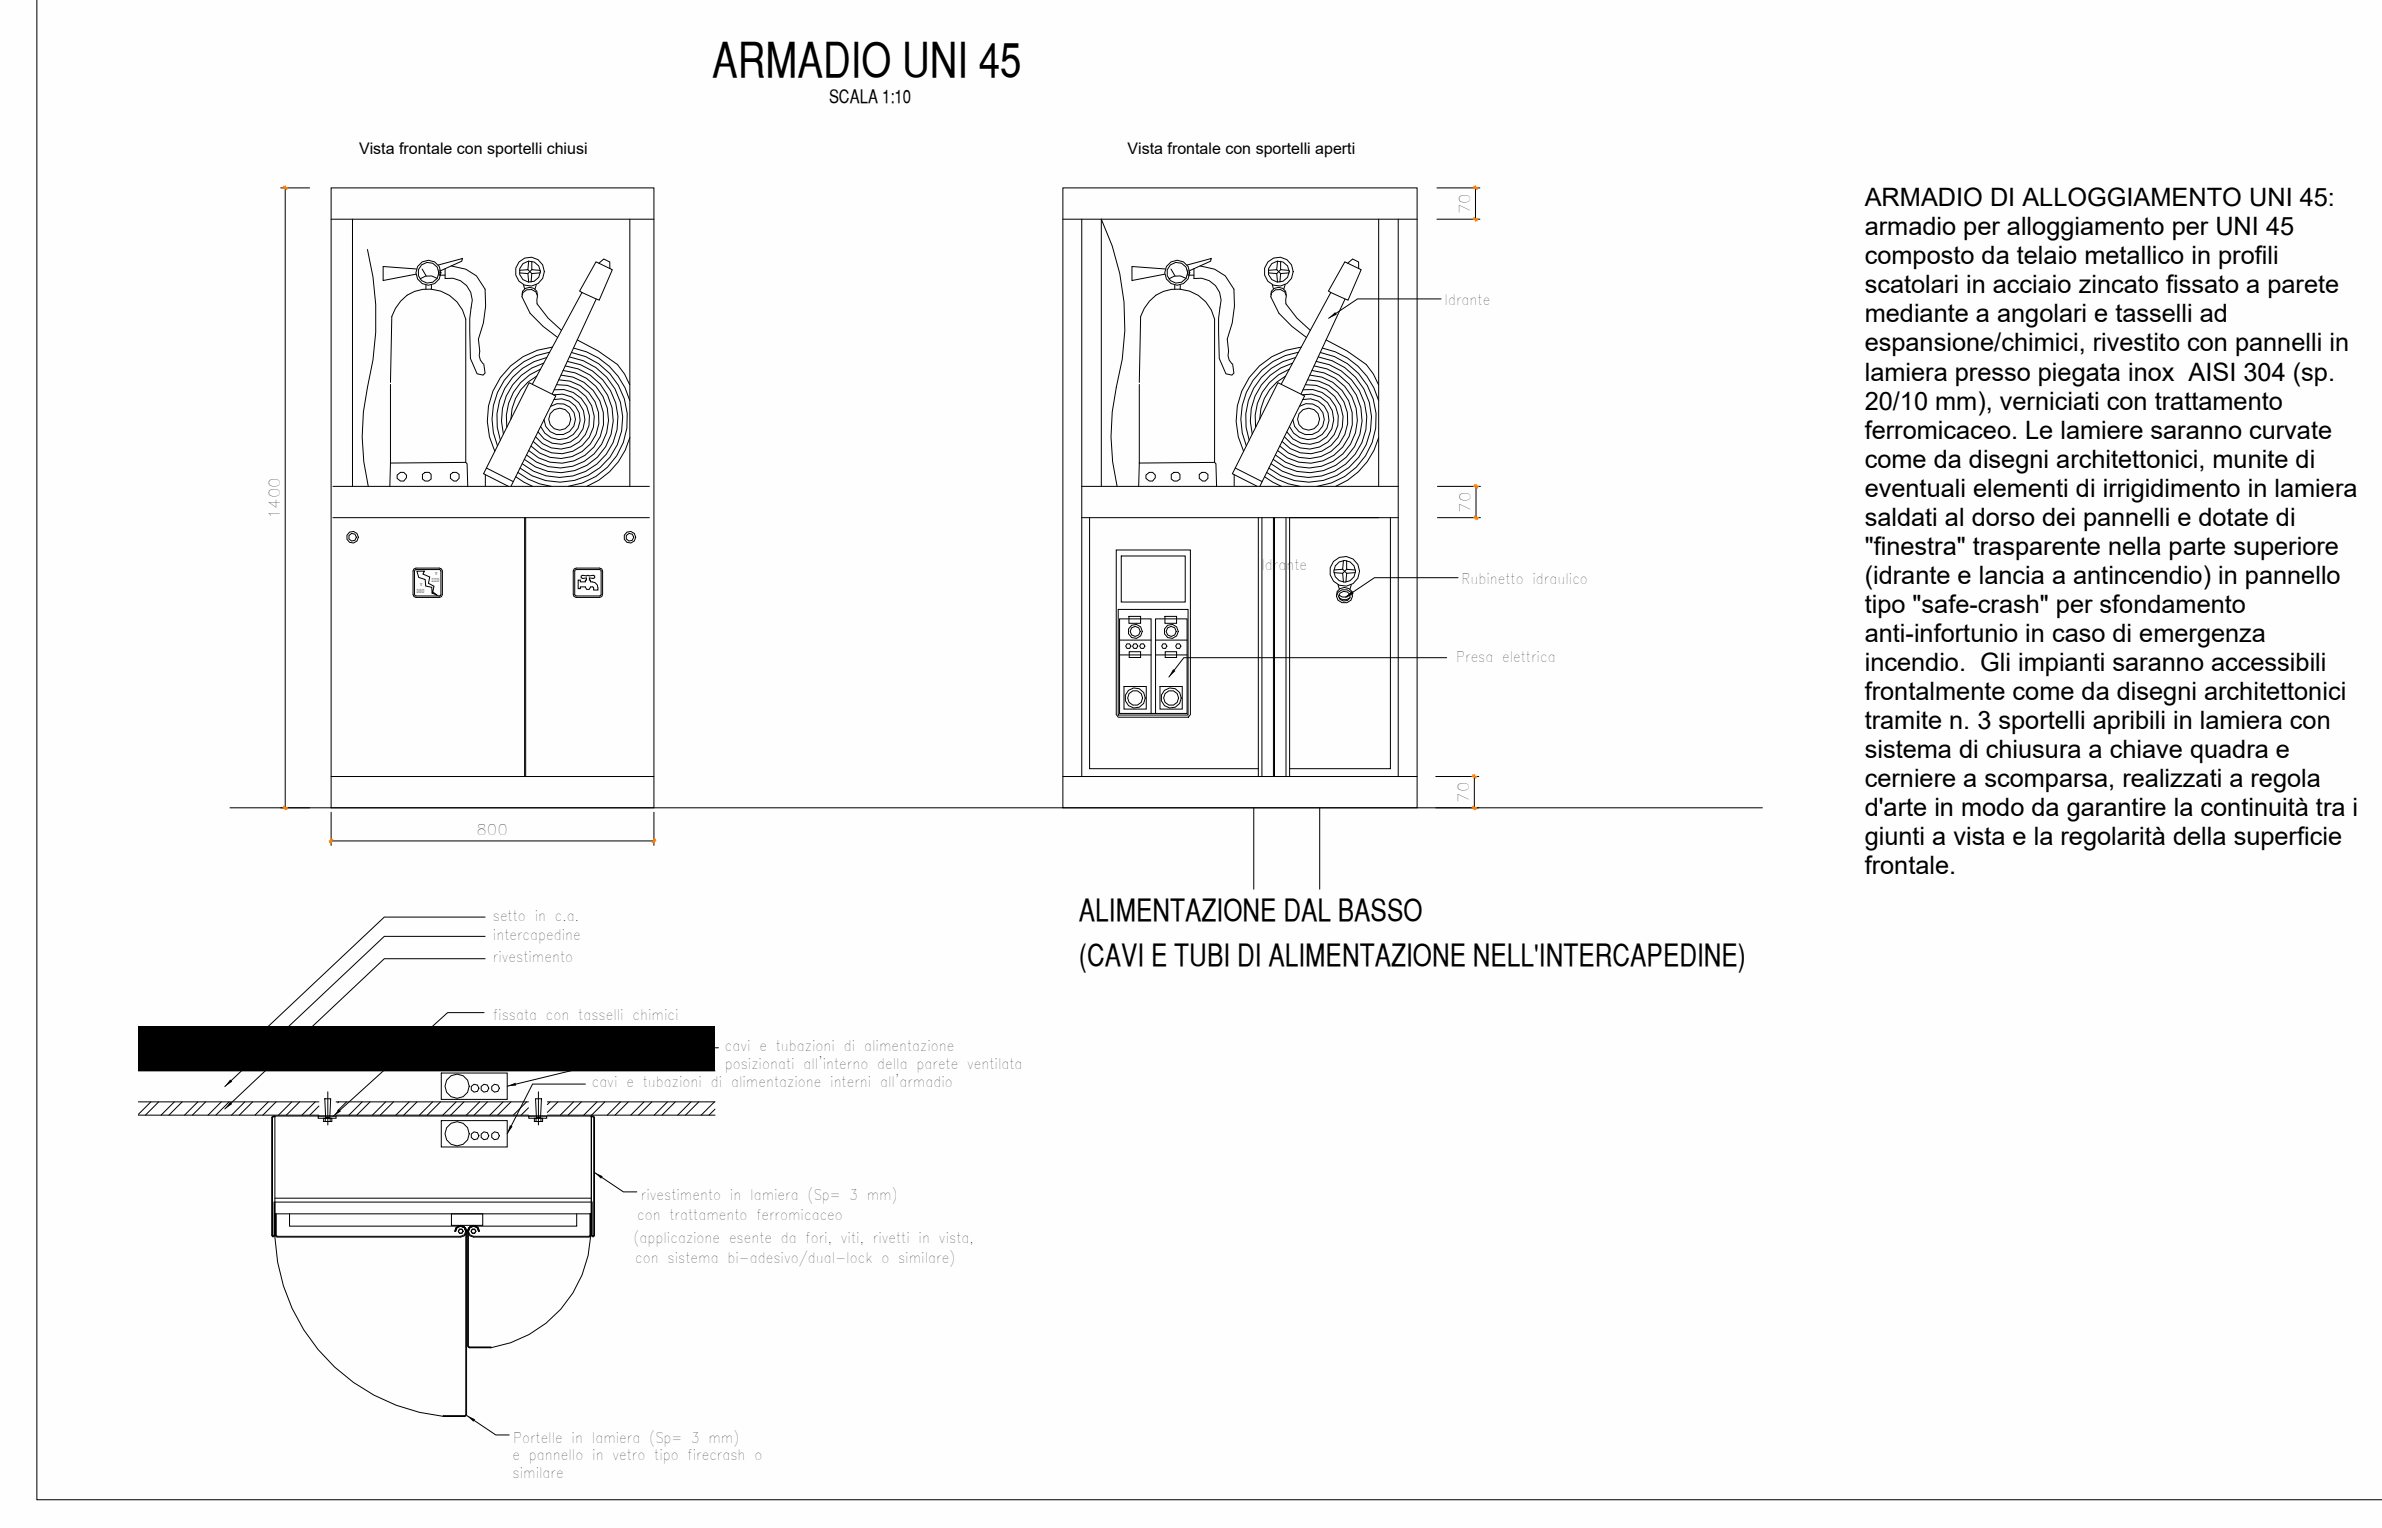 ARMADIO UNI 45
SCALA 1:10
Vista frontale con sportelli chiusi
Vista frontale con sportelli aperti
1400
800
70
70
70
Idrante
Idrante
Rubinetto idraulico
Presa elettrica
ALIMENTAZIONE DAL BASSO
(CAVI E TUBI DI ALIMENTAZIONE NELL'INTERCAPEDINE)
setto in c.a.
intercapedine
rivestimento
fissata con tasselli chimici
cavi e tubazioni di alimentazione
posizionati all'interno della parete ventilata
cavi e tubazioni di alimentazione interni all'armadio
rivestimento in lamiera (Sp= 3 mm)
con trattamento ferromicaceo
(applicazione esente da fori, viti, rivetti in vista,
con sistema bi-adesivo/dual-lock o similare)
Portelle in lamiera (Sp= 3 mm)
e pannello in vetro tipo firecrash o
similare
ARMADIO DI ALLOGGIAMENTO UNI 45:
armadio per alloggiamento per UNI 45
composto da telaio metallico in profili
scatolari in acciaio zincato fissato a parete
mediante a angolari e tasselli ad
espansione/chimici, rivestito con pannelli in
lamiera presso piegata inox  AISI 304 (sp.
20/10 mm), verniciati con trattamento
ferromicaceo. Le lamiere saranno curvate
come da disegni architettonici, munite di
eventuali elementi di irrigidimento in lamiera
saldati al dorso dei pannelli e dotate di
"finestra" trasparente nella parte superiore
(idrante e lancia a antincendio) in pannello
tipo "safe-crash" per sfondamento
anti-infortunio in caso di emergenza
incendio.  Gli impianti saranno accessibili
frontalmente come da disegni architettonici
tramite n. 3 sportelli apribili in lamiera con
sistema di chiusura a chiave quadra e
cerniere a scomparsa, realizzati a regola
d'arte in modo da garantire la continuità tra i
giunti a vista e la regolarità della superficie
frontale.